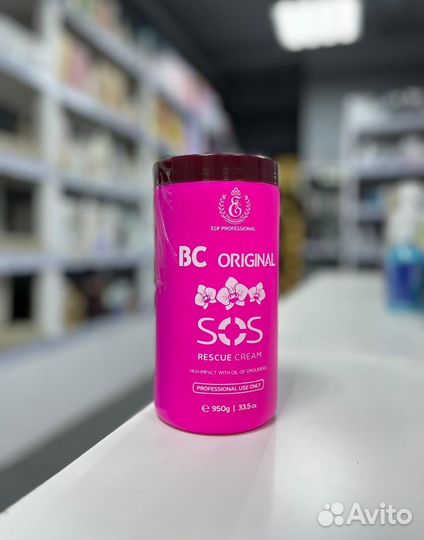 ESK PROFESSIONAL
BC ORIGINAL
SOS
RESCUE CREAM
HIGH IMPACT WITH OIL OF ORQUIDEAS
PROFESSIONAL USE ONLY
e 950g | 33.5 Oz
Avito